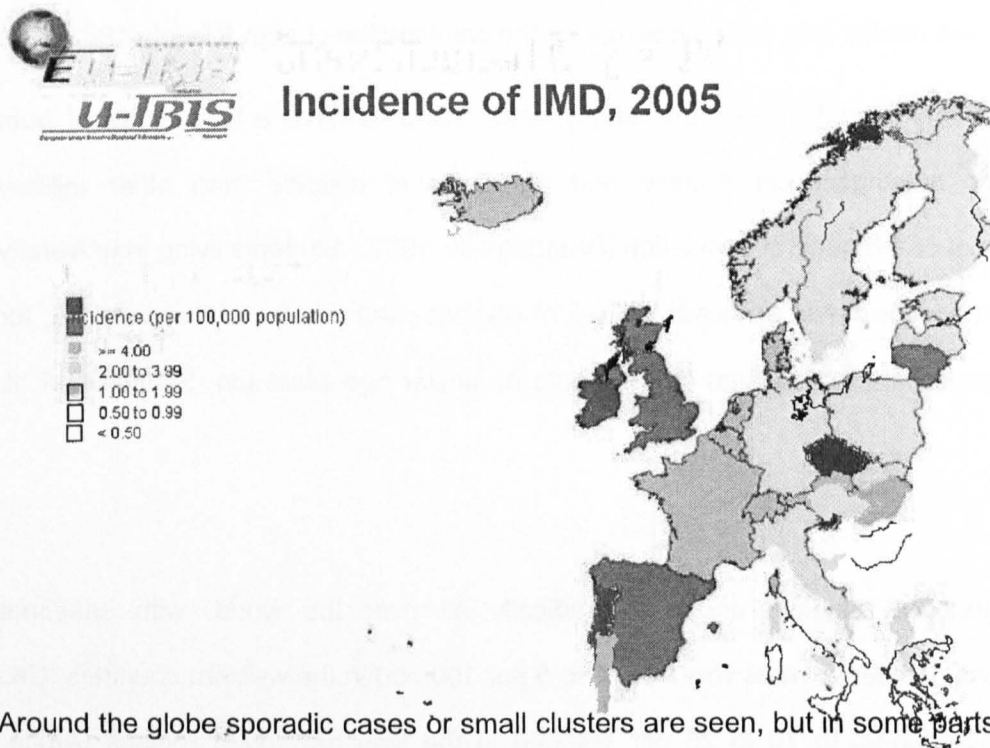 E
U-IBIS
Incidence of IMD, 2005
Incidence (per 100,000 population)
>= 4.00
2.00 to 3.99
1.00 to 1.99
0.50 to 0.99
< 0.50
Around the globe sporadic cases or small clusters are seen, but in some parts